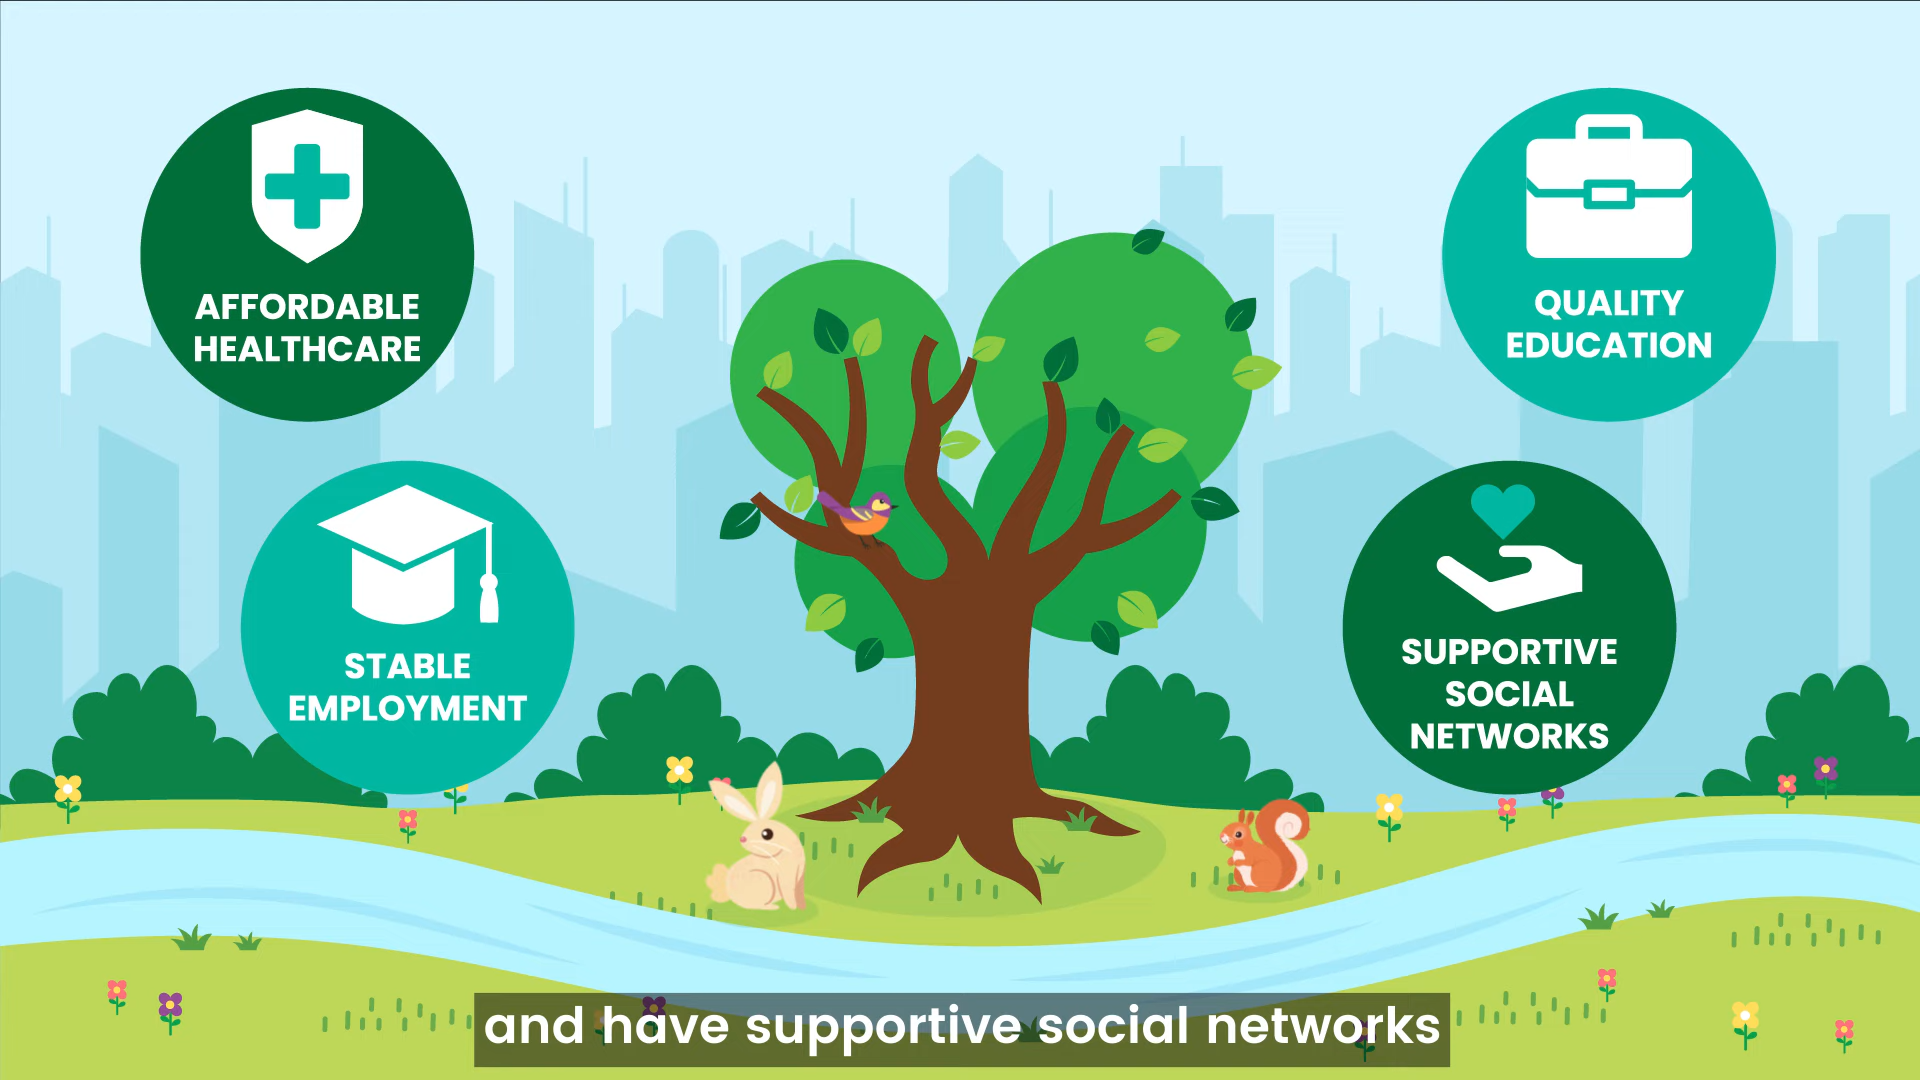 AFFORDABLE
HEALTHCARE
QUALITY
EDUCATION
STABLE
EMPLOYMENT
SUPPORTIVE
SOCIAL
NETWORKS
and have supportive social networks